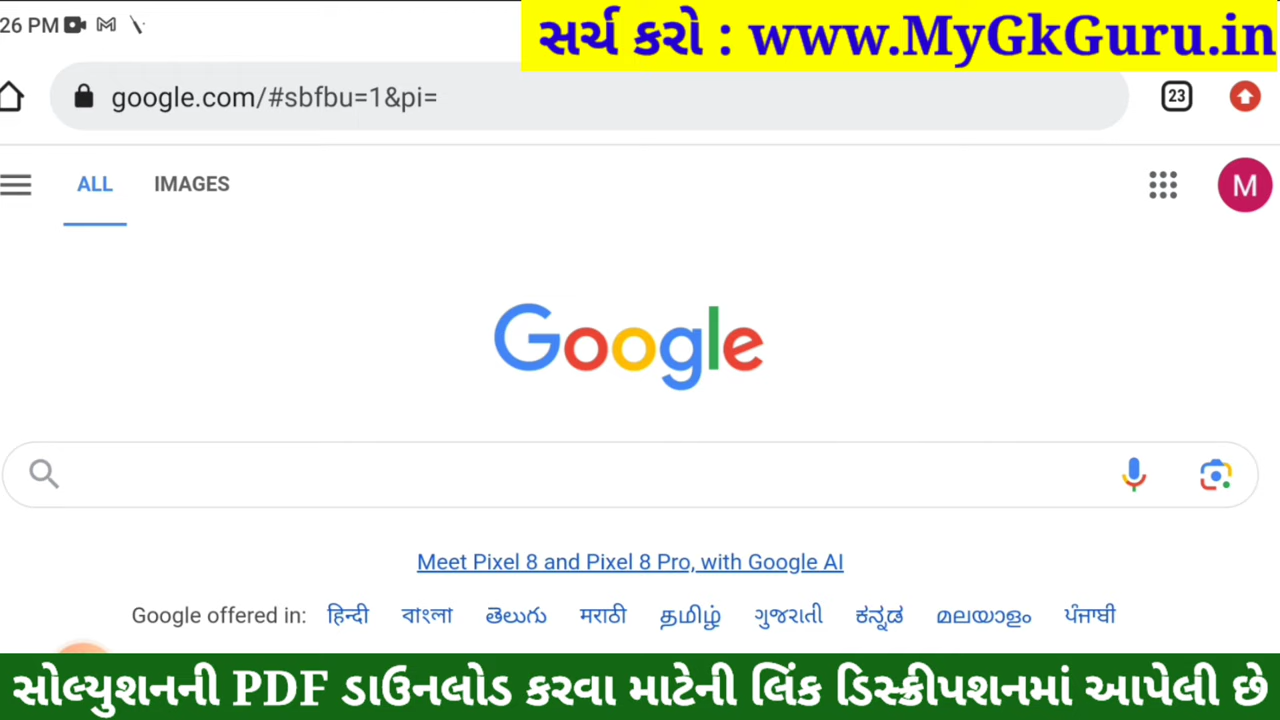 26 PM
સર્ચ કરો : www.MyGkGuru.in
google.com/#sbfbu=1&pi=
23
ALL IMAGES
M
Google
Meet Pixel 8 and Pixel 8 Pro, with Google AI
Google offered in: हिन्दी বাংলা తెలుగు मराठी தமிழ் ગુજરાતી ಕನ್ನಡ മലയാളം ਪੰਜਾਬੀ
સોલ્યુશનની PDF ડાઉનલોડ કરવા માટેની લિંક ડિસ્ક્રીપશનમાં આપેલી છે